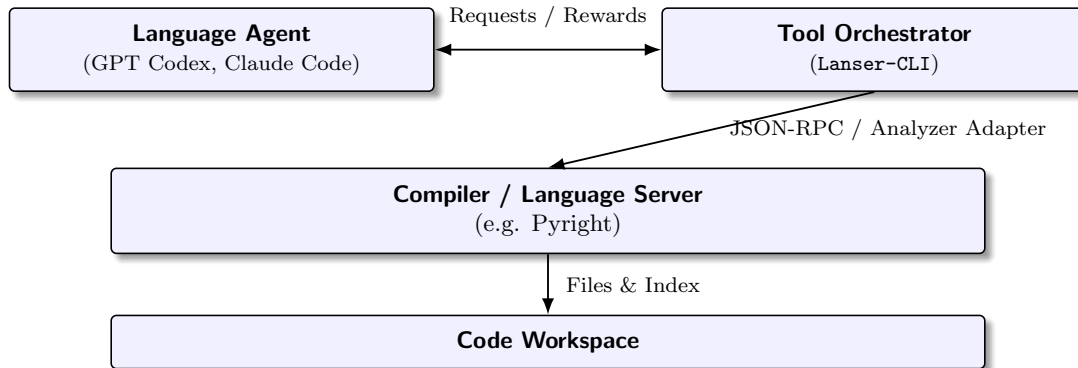 Language Agent
(GPT Codex, Claude Code)
Requests / Rewards
Tool Orchestrator
(Lanser-CLI)
JSON-RPC / Analyzer Adapter
Compiler / Language Server
(e.g. Pyright)
Files & Index
Code Workspace